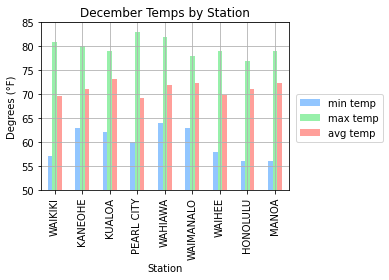 December Temps by Station
Degrees (°F)
85
80
75
70
65
60
55
50
WAIKIKI
KANEOHE
KUALOA
PEARL CITY
WAHIAWA
WAIMANALO
WAIHEE
HONOLULU
MANOA
Station
min temp
max temp
avg temp